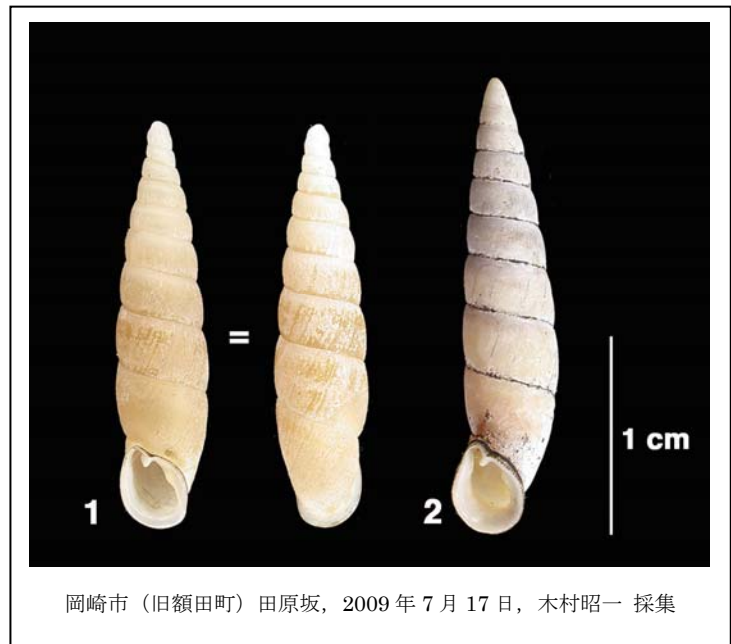 =
1 cm
1
2
岡崎市(旧額田町)田原坂,2009 年 7 月 17 日,木村昭一 採集